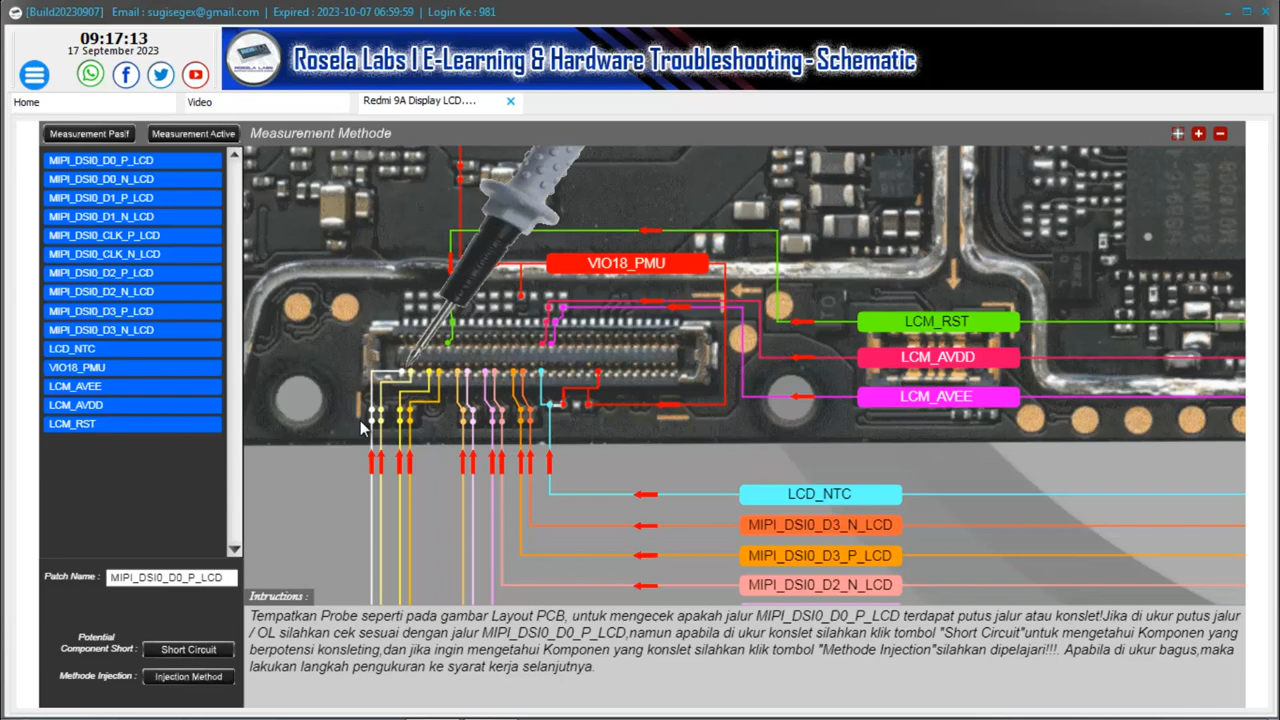 [Build20230907] Email : sugisegex@gmail.com | Expired : 2023-10-07 06:59:59 | Login Ke : 981
09:17:13
17 September 2023
ROSELA LABS
Rosela Labs | E-Learning & Hardware Troubleshooting - Schematic
Home
Video
Redmi 9A Display LCD....
Measurement Pasif
Measurement Active
Measurement Methode
MIPI_DSI0_D0_P_LCD
MIPI_DSI0_D0_N_LCD
MIPI_DSI0_D1_P_LCD
MIPI_DSI0_D1_N_LCD
MIPI_DSI0_CLK_P_LCD
MIPI_DSI0_CLK_N_LCD
MIPI_DSI0_D2_P_LCD
MIPI_DSI0_D2_N_LCD
MIPI_DSI0_D3_P_LCD
MIPI_DSI0_D3_N_LCD
LCD_NTC
VIO18_PMU
LCM_AVEE
LCM_AVDD
LCM_RST
VIO18_PMU
LCM_RST
LCM_AVDD
LCM_AVEE
LCD_NTC
MIPI_DSI0_D3_N_LCD
MIPI_DSI0_D3_P_LCD
MIPI_DSI0_D2_N_LCD
Patch Name :
MIPI_DSI0_D0_P_LCD
Potential
Component Short :
Short Circuit
Methode Injection :
Injection Method
Intructions :
Tempatkan Probe seperti pada gambar Layout PCB, untuk mengecek apakah jalur MIPI_DSI0_D0_P_LCD terdapat putus jalur atau konslet!Jika di ukur putus jalur
/ OL silahkan cek sesuai dengan jalur MIPI_DSI0_D0_P_LCD,namun apabila di ukur konslet silahkan klik tombol "Short Circuit"untuk mengetahui Komponen yang
berpotensi konsleting,dan jika ingin mengetahui Komponen yang konslet silahkan klik tombol "Methode Injection"silahkan dipelajari!!!. Apabila di ukur bagus,maka
lakukan langkah pengukuran ke syarat kerja selanjutnya.